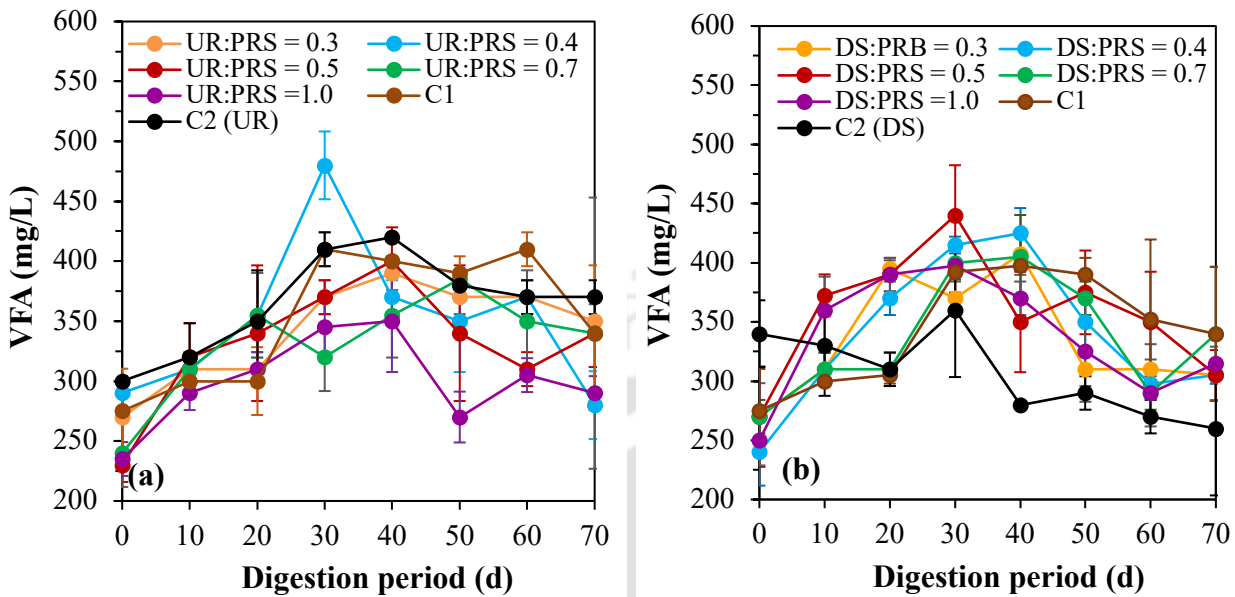 600
550
500
450
400
350
300
250
200
VFA (mg/L)
UR:PRS = 0.3
UR:PRS = 0.4
UR:PRS = 0.5
UR:PRS = 0.7
UR:PRS =1.0
C1
C2 (UR)
(a)
0 10 20 30 40 50 60 70
Digestion period (d)
600
550
500
450
400
350
300
250
200
VFA (mg/L)
DS:PRB = 0.3
DS:PRS = 0.4
DS:PRS = 0.5
DS:PRS = 0.7
DS:PRS =1.0
C1
C2 (DS)
(b)
0 10 20 30 40 50 60 70
Digestion period (d)